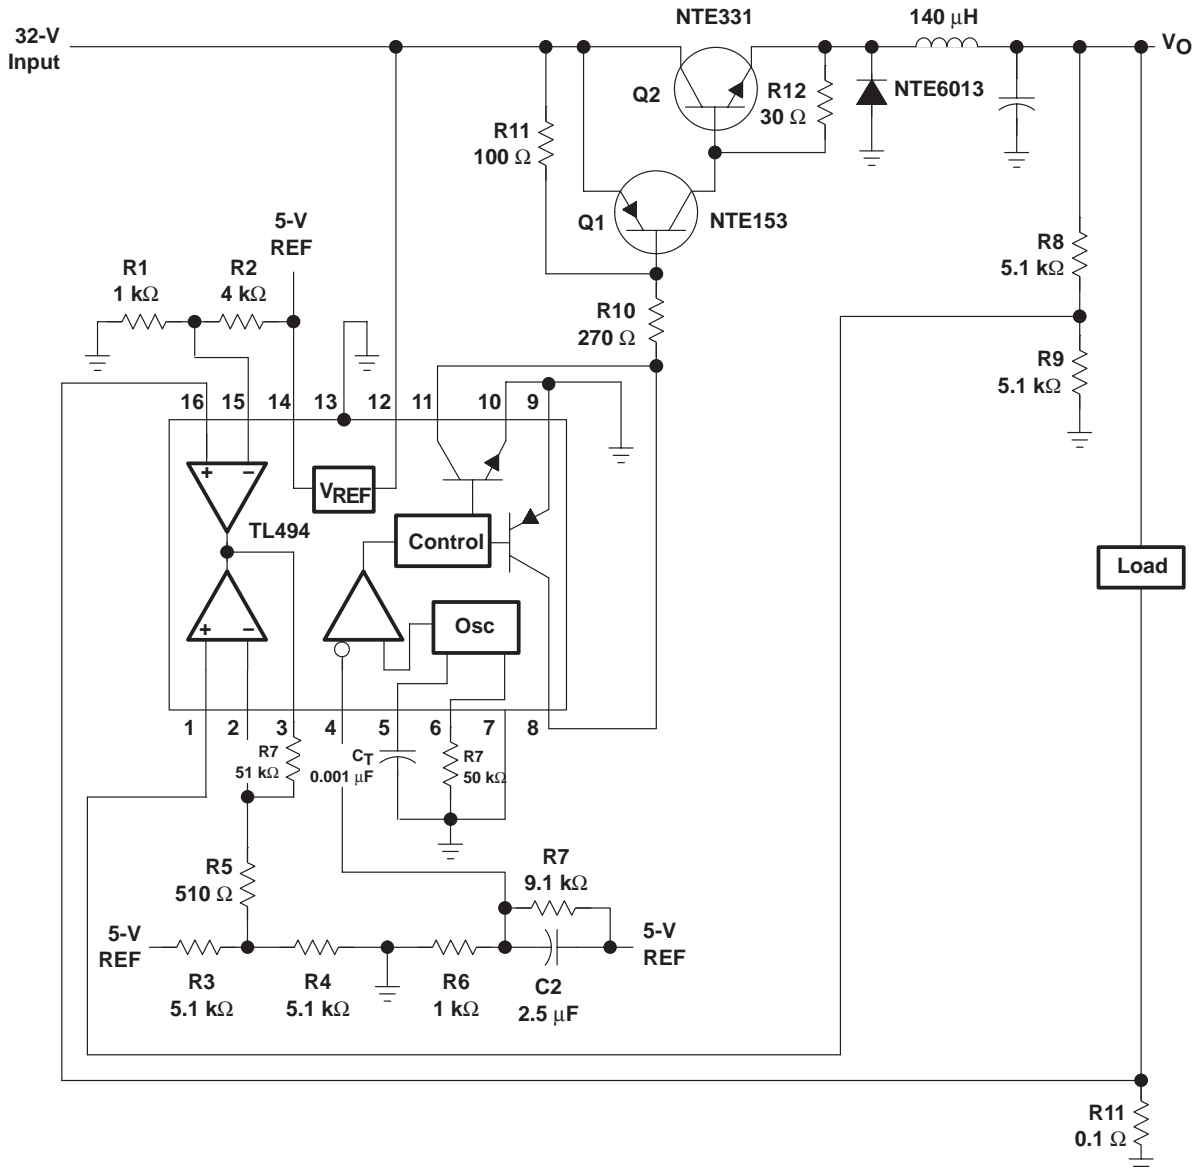 32-V
Input
NTE331
140 μH
VO
Q2
R12
30 Ω
NTE6013
R11
100 Ω
Q1
NTE153
5-V
REF
R1
1 kΩ
R2
4 kΩ
R8
5.1 kΩ
R10
270 Ω
R9
5.1 kΩ
16 15 14 13 12 11 10 9
+ −
VREF
TL494
Control
Load
+ −
Osc
1 2 3 4 5 6 7 8
R7
51 kΩ
CT
0.001 μF
R7
50 kΩ
R5
510 Ω
R7
9.1 kΩ
5-V
REF
5-V
REF
R3
5.1 kΩ
R4
5.1 kΩ
R6
1 kΩ
C2
2.5 μF
R11
0.1 Ω